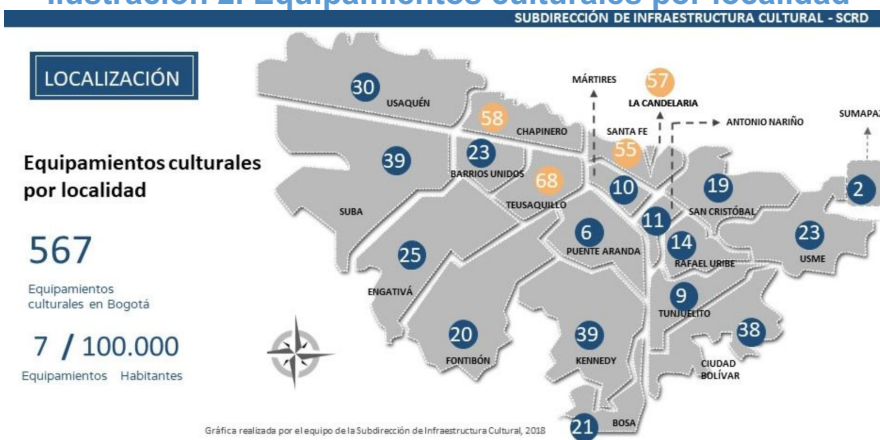 Ilustración 2. Equipamientos culturales por localidad
SUBDIRECCIÓN DE INFRAESTRUCTURA CULTURAL - SCRD
LOCALIZACIÓN
Equipamientos culturales
por localidad
567
Equipamientos
culturales en Bogotá
7 / 100.000
Equipamientos Habitantes
30
USAQUÉN
58
CHAPINERO
MÁRTIRES
57
LA CANDELARIA
SANTA FE
55
ANTONIO NARIÑO
SUMAPAZ
2
39
SUBA
23
BARRIOS UNIDOS
68
TEUSAQUILLO
10
19
SAN CRISTÓBAL
11
6
PUENTE ARANDA
14
RAFAEL URIBE
23
USME
25
ENGATIVÁ
9
TUNJUELITO
20
FONTIBÓN
39
KENNEDY
38
CIUDAD
BOLÍVAR
21
BOSA
Gráfica realizada por el equipo de la Subdirección de Infraestructura Cultural, 2018